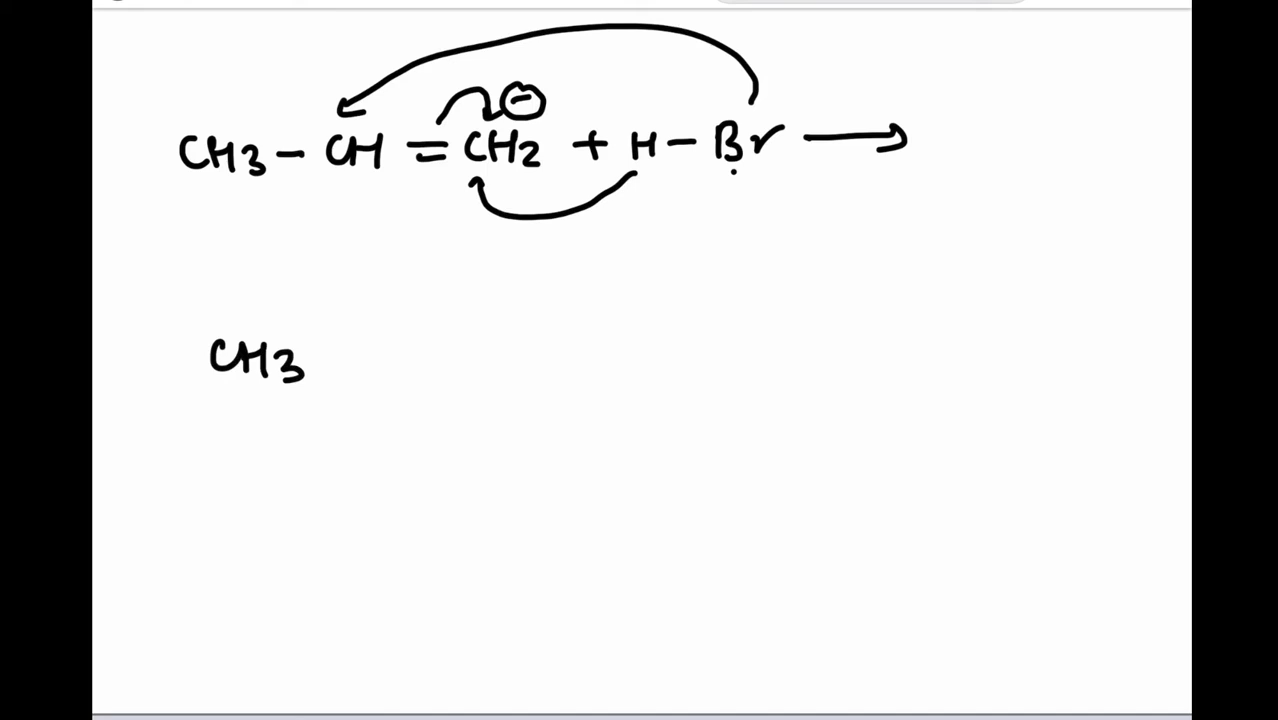 CH3 - CH = CH2 + H - Br →
CH3